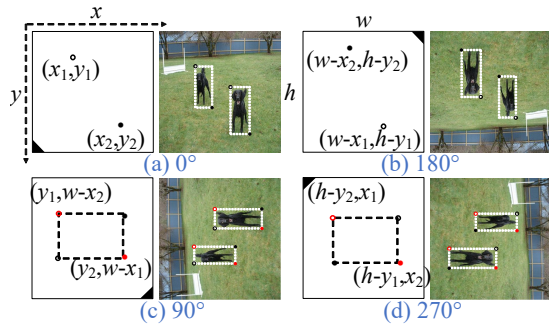 x
y
(x₁,y₁)
(x₂,y₂)
(a) 0°
w
h
(w-x₂,h-y₂)
(w-x₁,h-y₁)
(b) 180°
(y₁,w-x₂)
(y₂,w-x₁)
(c) 90°
(h-y₂,x₁)
(h-y₁,x₂)
(d) 270°